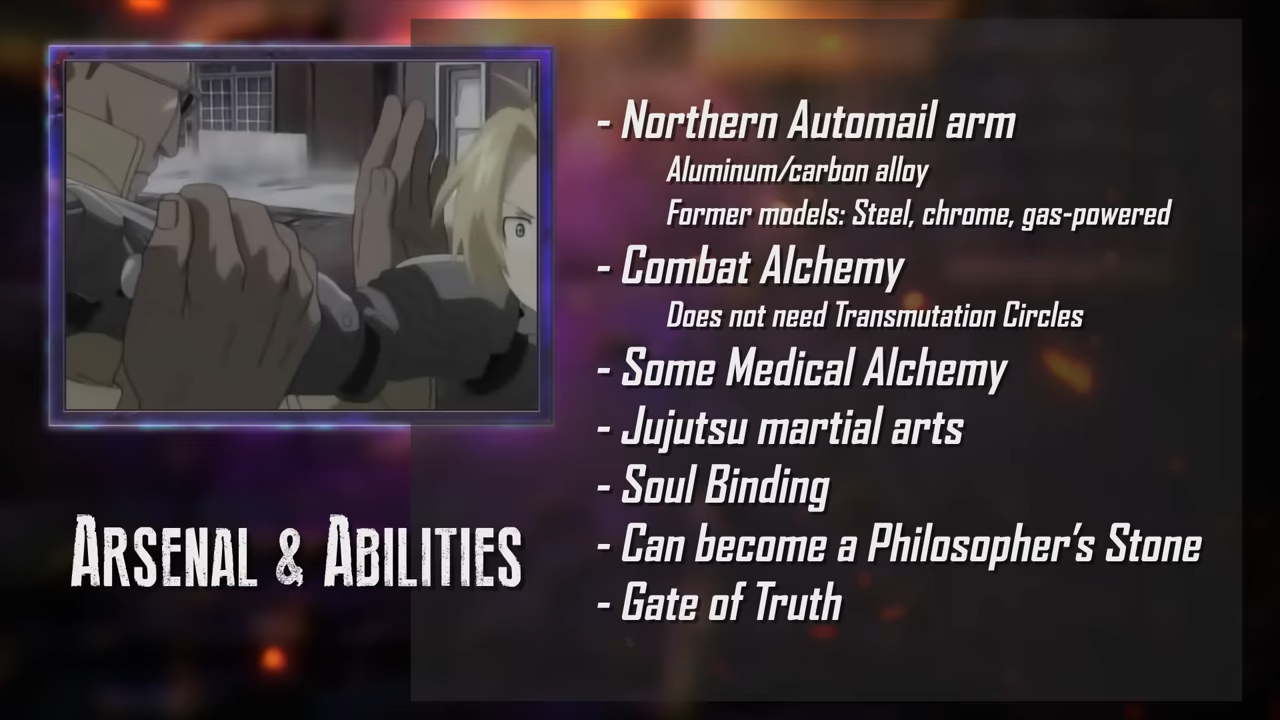 - Northern Automail arm
Aluminum/carbon alloy
Former models: Steel, chrome, gas-powered
- Combat Alchemy
Does not need Transmutation Circles
- Some Medical Alchemy
- Jujutsu martial arts
- Soul Binding
- Can become a Philosopher's Stone
- Gate of Truth
Arsenal & Abilities